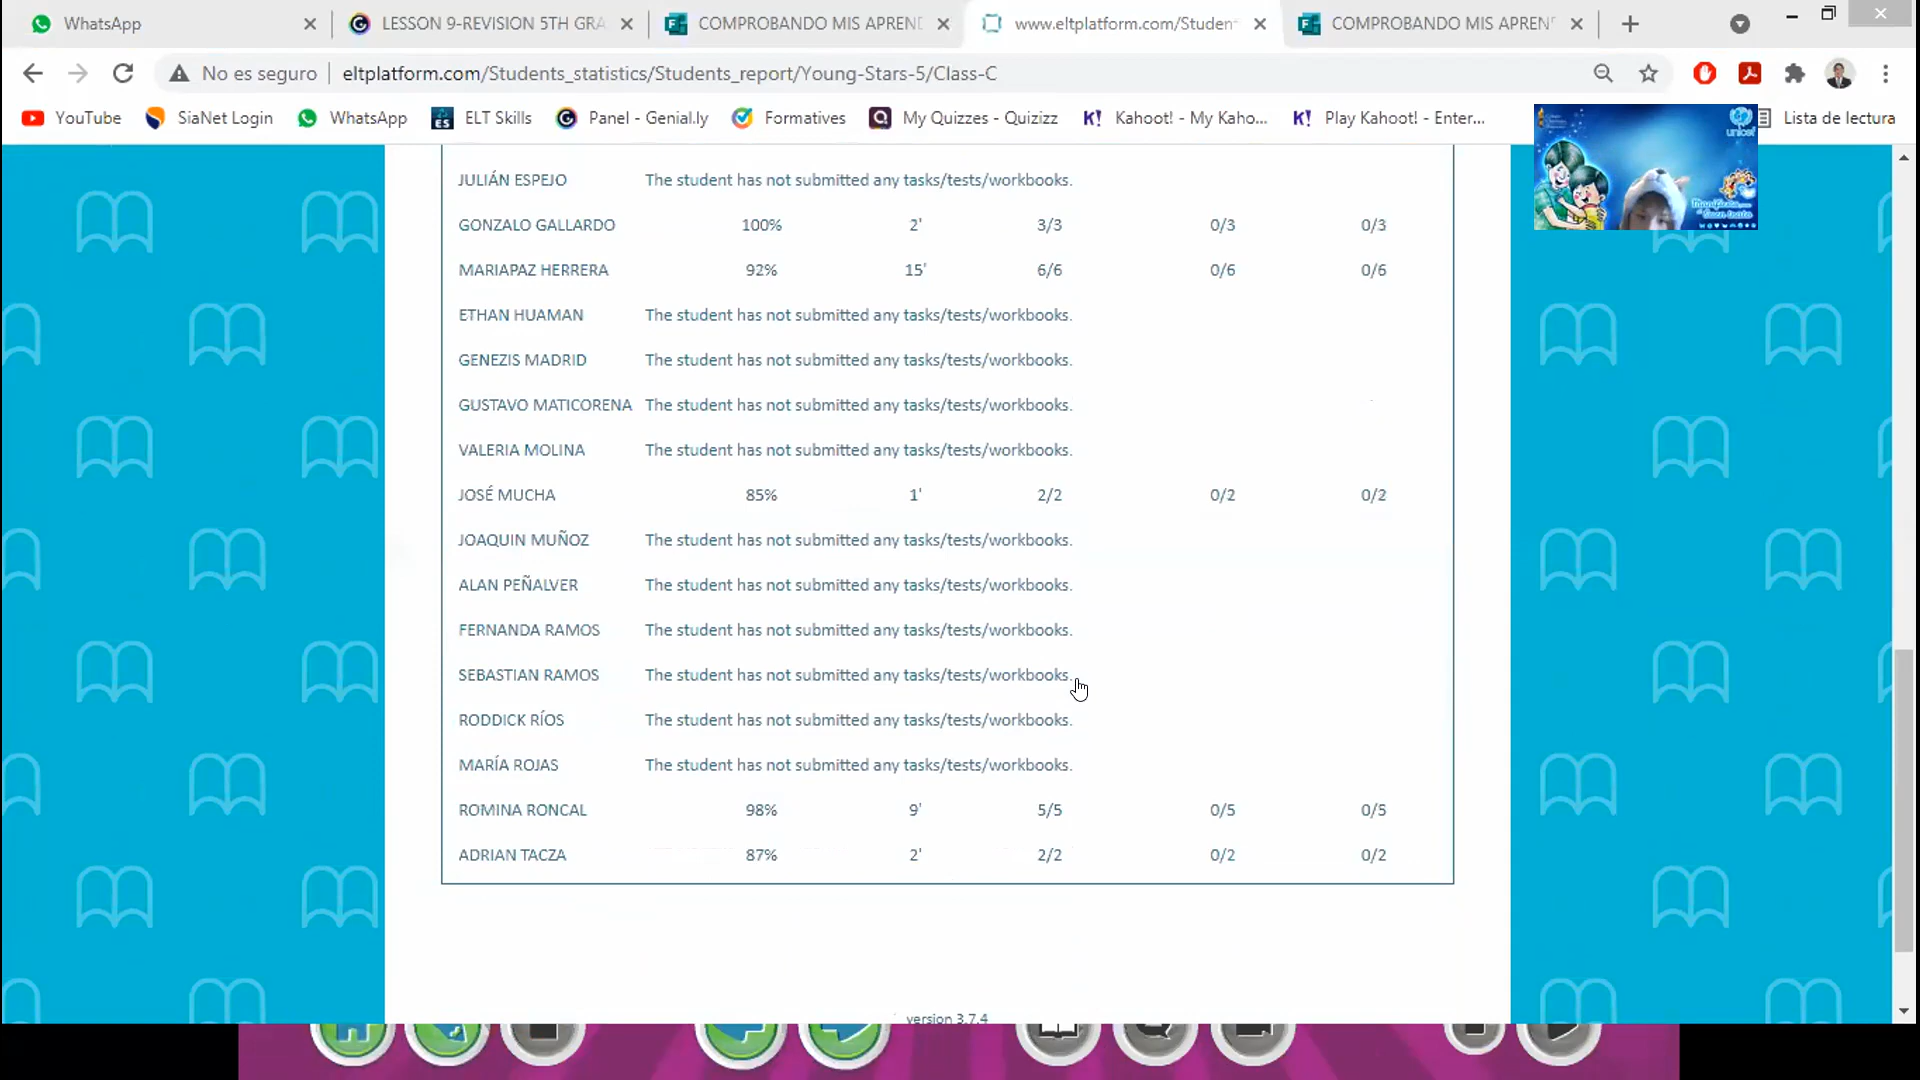 WhatsApp
LESSON 9-REVISION 5TH GRA
COMPROBANDO MIS APREN
www.eltplatform.com/Studen
COMPROBANDO MIS APREN
No es seguro
eltplatform.com/Students_statistics/Students_report/Young-Stars-5/Class-C
YouTube
SiaNet Login
WhatsApp
ELT Skills
Panel - Genial.ly
Formatives
My Quizzes - Quizizz
Kahoot! - My Kaho...
Play Kahoot! - Enter...
Lista de lectura
unicef
JULIÁN ESPEJO The student has not submitted any tasks/tests/workbooks.
GONZALO GALLARDO 100% 2' 3/3 0/3 0/3
MARIAPAZ HERRERA 92% 15' 6/6 0/6 0/6
ETHAN HUAMAN The student has not submitted any tasks/tests/workbooks.
GENEZIS MADRID The student has not submitted any tasks/tests/workbooks.
GUSTAVO MATICORENA The student has not submitted any tasks/tests/workbooks.
VALERIA MOLINA The student has not submitted any tasks/tests/workbooks.
JOSÉ MUCHA 85% 1' 2/2 0/2 0/2
JOAQUIN MUÑOZ The student has not submitted any tasks/tests/workbooks.
ALAN PEÑALVER The student has not submitted any tasks/tests/workbooks.
FERNANDA RAMOS The student has not submitted any tasks/tests/workbooks.
SEBASTIAN RAMOS The student has not submitted any tasks/tests/workbooks.
RODDICK RÍOS The student has not submitted any tasks/tests/workbooks.
MARÍA ROJAS The student has not submitted any tasks/tests/workbooks.
ROMINA RONCAL 98% 9' 5/5 0/5 0/5
ADRIAN TACZA 87% 2' 2/2 0/2 0/2
version 3.7.4